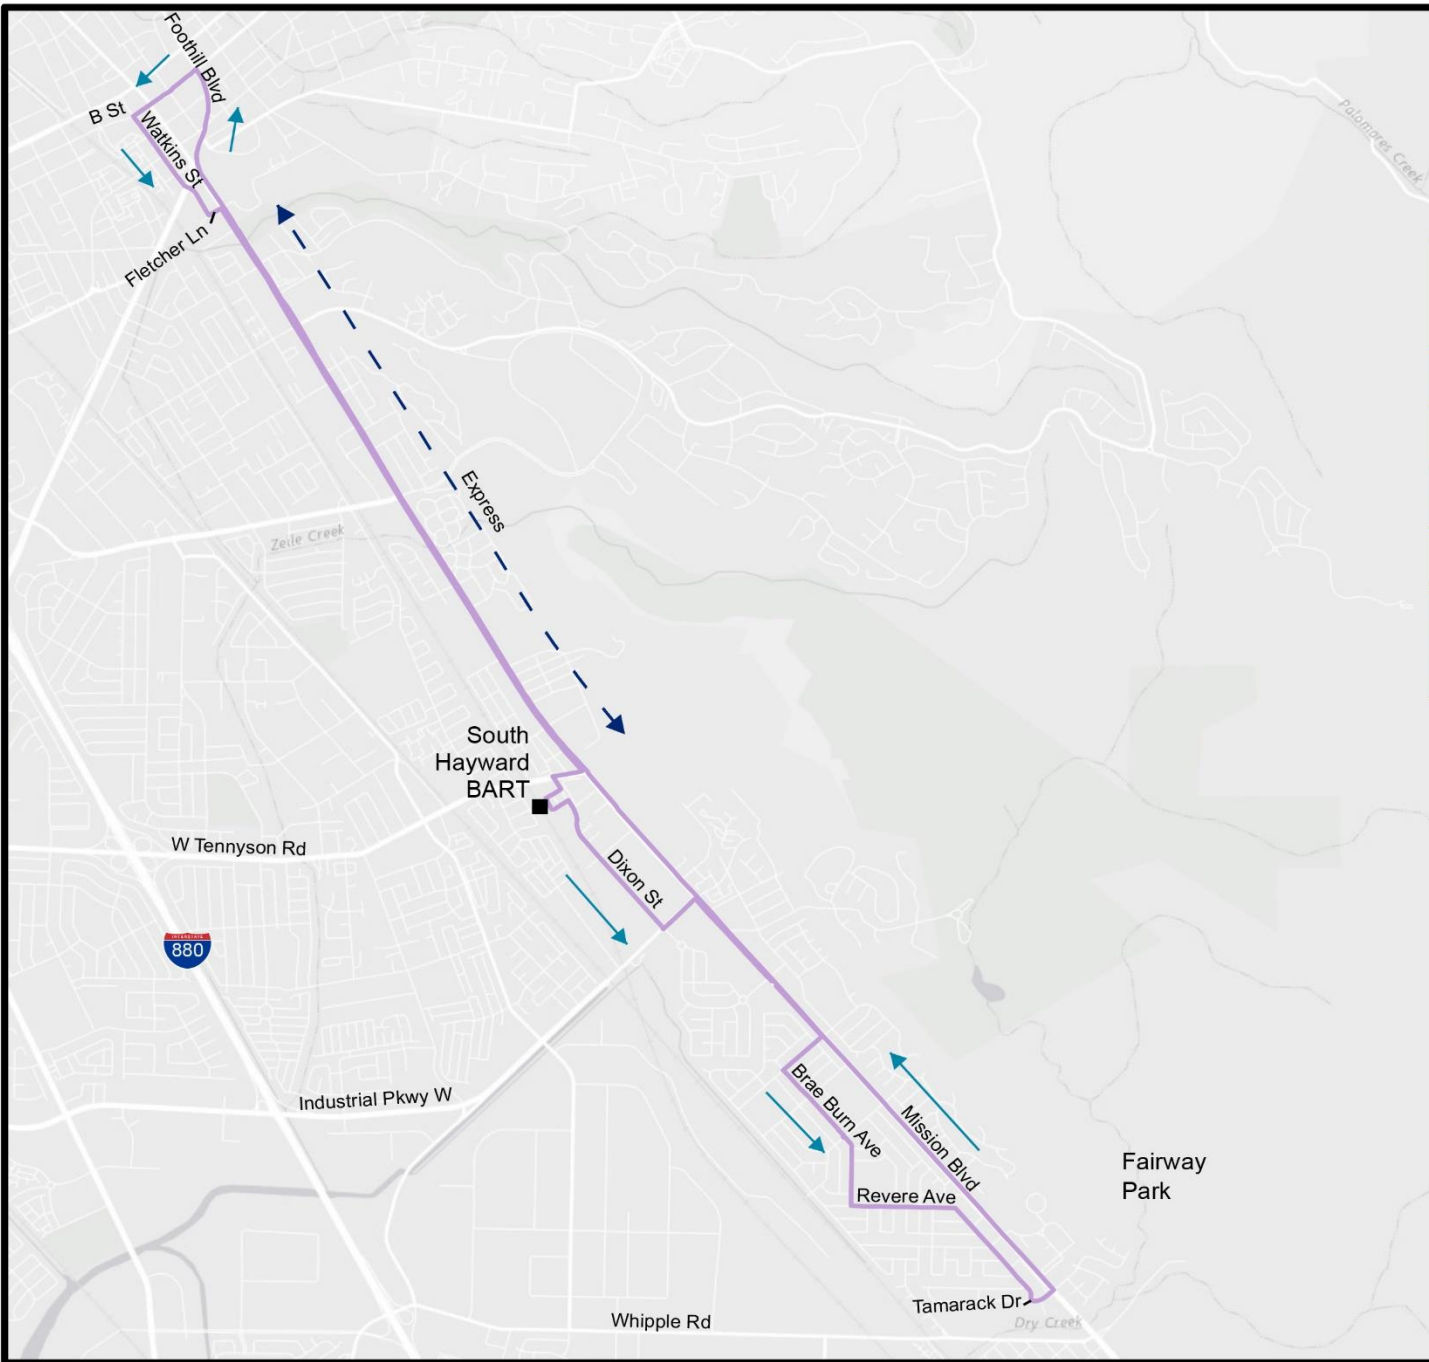 Foothill Blvd
B St
Watkins St
Fletcher Ln
Palomares Creek
Express
Zeile Creek
South
Hayward
BART
W Tennyson Rd
Dixon St
INTERSTATE
880
Industrial Pkwy W
Brae Burn Ave
Mission Blvd
Fairway
Park
Revere Ave
Tamarack Dr
Dry Creek
Whipple Rd